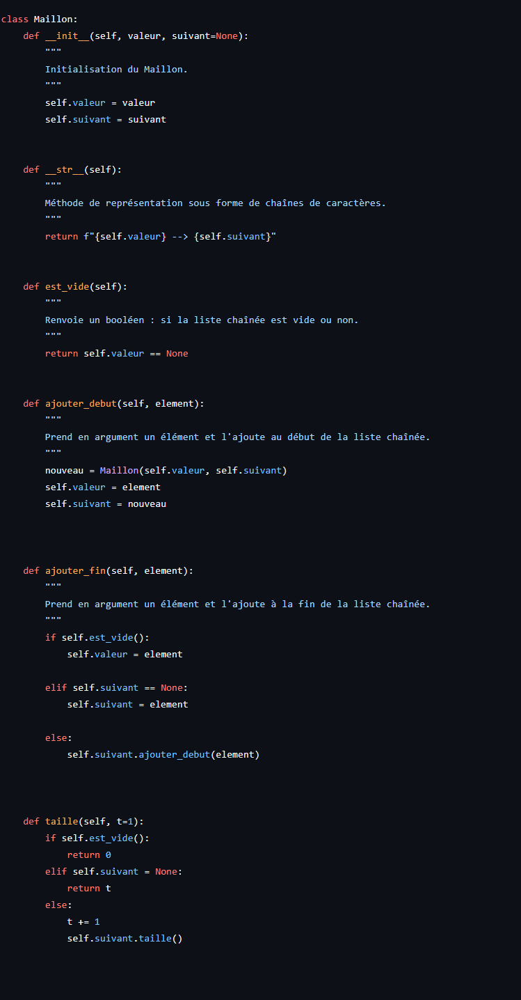 class Maillon:
    def __init__(self, valeur, suivant=None):
        """
        Initialisation du Maillon.
        """
        self.valeur = valeur
        self.suivant = suivant
    def __str__(self):
        """
        Méthode de représentation sous forme de chaînes de caractères.
        """
        return f"{self.valeur} --> {self.suivant}"
    def est_vide(self):
        """
        Renvoie un booléen : si la liste chaînée est vide ou non.
        """
        return self.valeur == None
    def ajouter_debut(self, element):
        """
        Prend en argument un élément et l'ajoute au début de la liste chaînée.
        """
        nouveau = Maillon(self.valeur, self.suivant)
        self.valeur = element
        self.suivant = nouveau
    def ajouter_fin(self, element):
        """
        Prend en argument un élément et l'ajoute à la fin de la liste chaînée.
        """
        if self.est_vide():
            self.valeur = element
        elif self.suivant == None:
            self.suivant = element
        else:
            self.suivant.ajouter_debut(element)
    def taille(self, t=1):
        if self.est_vide():
            return 0
        elif self.suivant = None:
            return t
        else:
            t += 1
            self.suivant.taille()